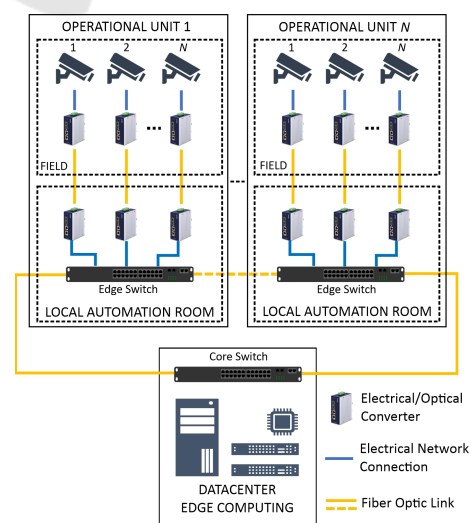 OPERATIONAL UNIT 1
1 2 N
...
FIELD
Edge Switch
LOCAL AUTOMATION ROOM
OPERATIONAL UNIT N
1 2 N
...
FIELD
Edge Switch
LOCAL AUTOMATION ROOM
...
Core Switch
DATACENTER
EDGE COMPUTING
Electrical/Optical
Converter
Electrical Network
Connection
Fiber Optic Link